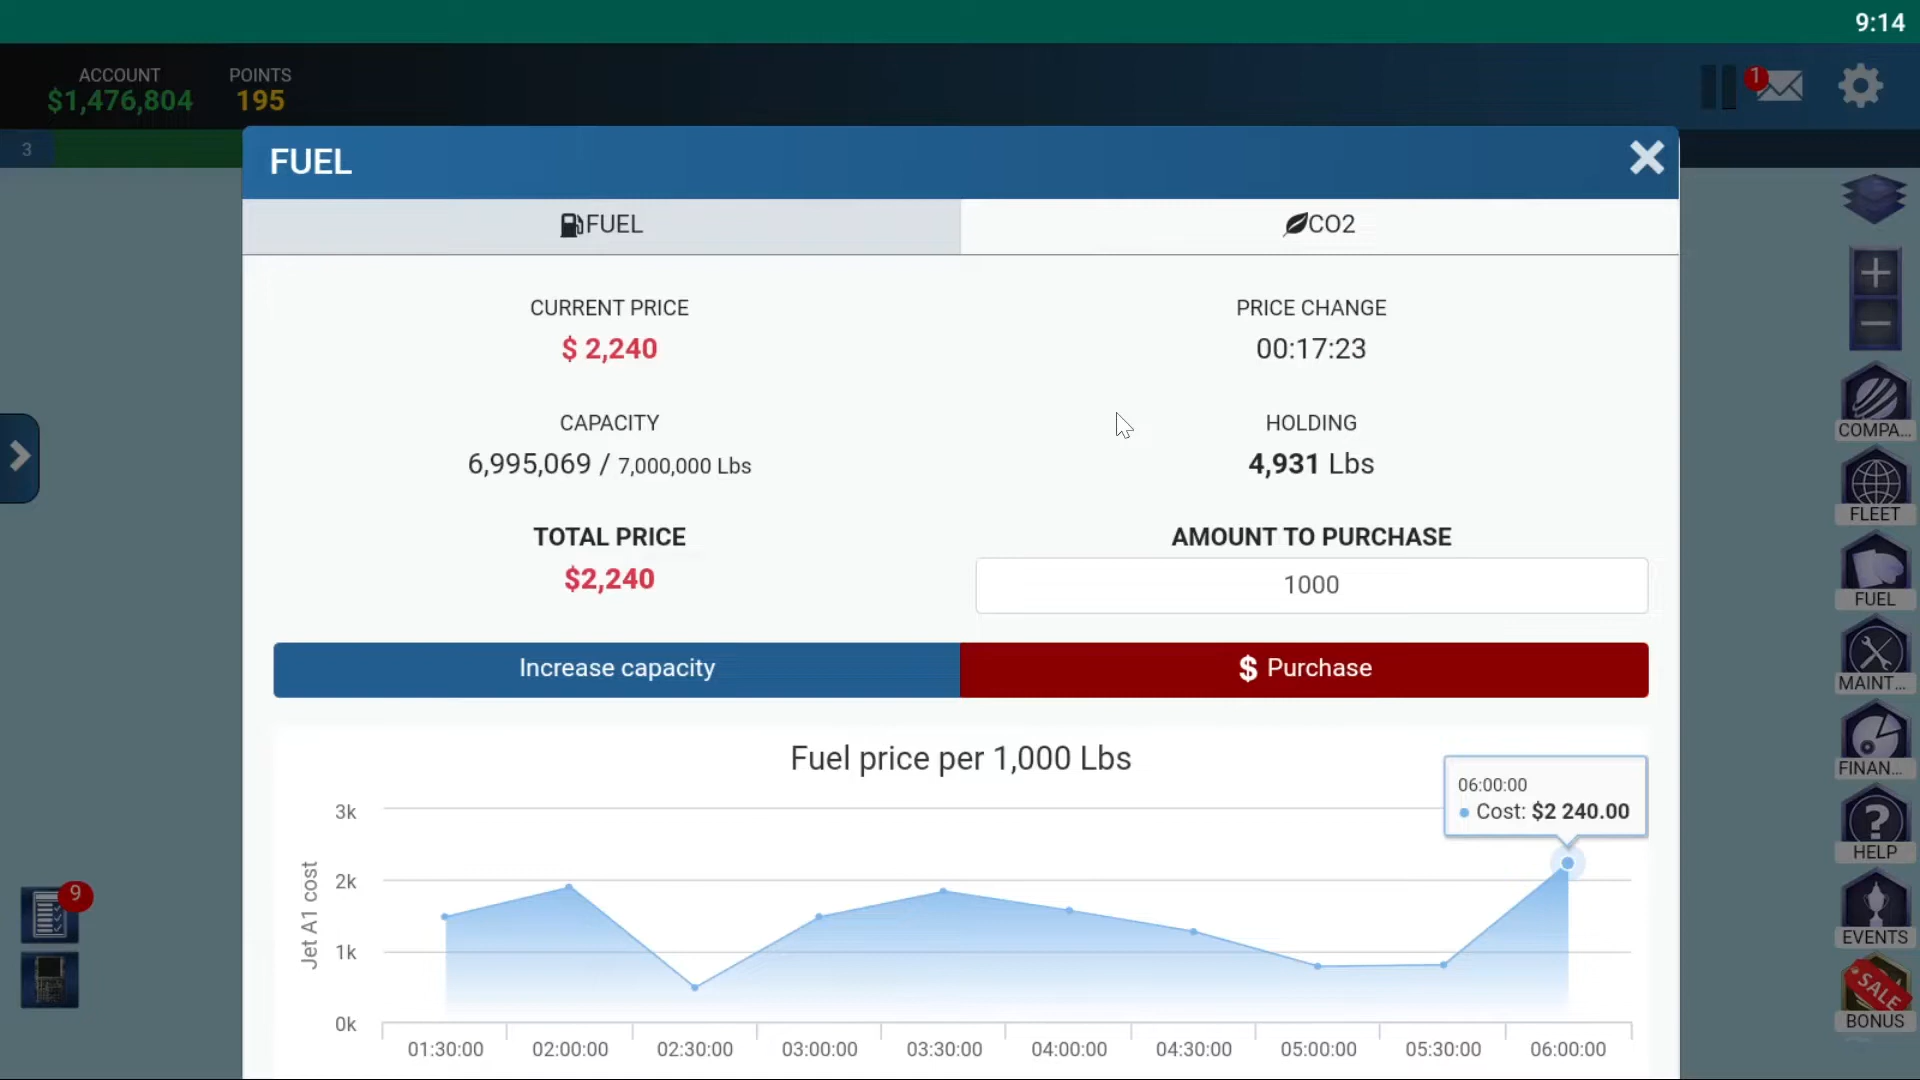 9:14
ACCOUNT
$1,476,804
POINTS
195
1
3
FUEL
FUEL
CO2
CURRENT PRICE
$ 2,240
PRICE CHANGE
00:17:23
CAPACITY
6,995,069 / 7,000,000 Lbs
HOLDING
4,931 Lbs
TOTAL PRICE
$2,240
AMOUNT TO PURCHASE
1000
Increase capacity
$ Purchase
Fuel price per 1,000 Lbs
06:00:00
Cost: $2 240.00
Jet A1 cost
3k
2k
1k
0k
01:30:00 02:00:00 02:30:00 03:00:00 03:30:00 04:00:00 04:30:00 05:00:00 05:30:00 06:00:00
COMPA...
FLEET
FUEL
MAINT...
FINAN...
?
HELP
EVENTS
SALE
BONUS
9